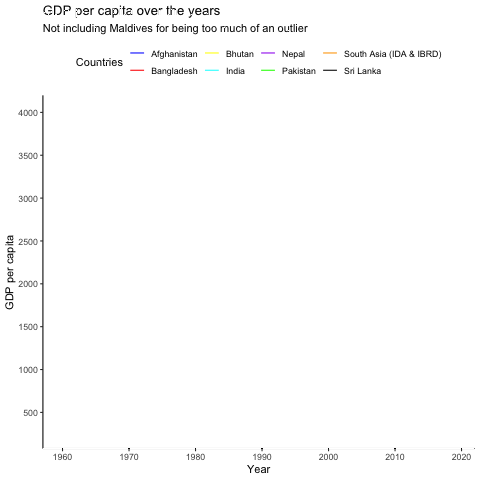 GDP per capita over the years
Not including Maldives for being too much of an outlier
Countries
Afghanistan
Bhutan
Nepal
South Asia (IDA & IBRD)
Bangladesh
India
Pakistan
Sri Lanka
GDP per capita
4000
3500
3000
2500
2000
1500
1000
500
1960 1970 1980 1990 2000 2010 2020
Year